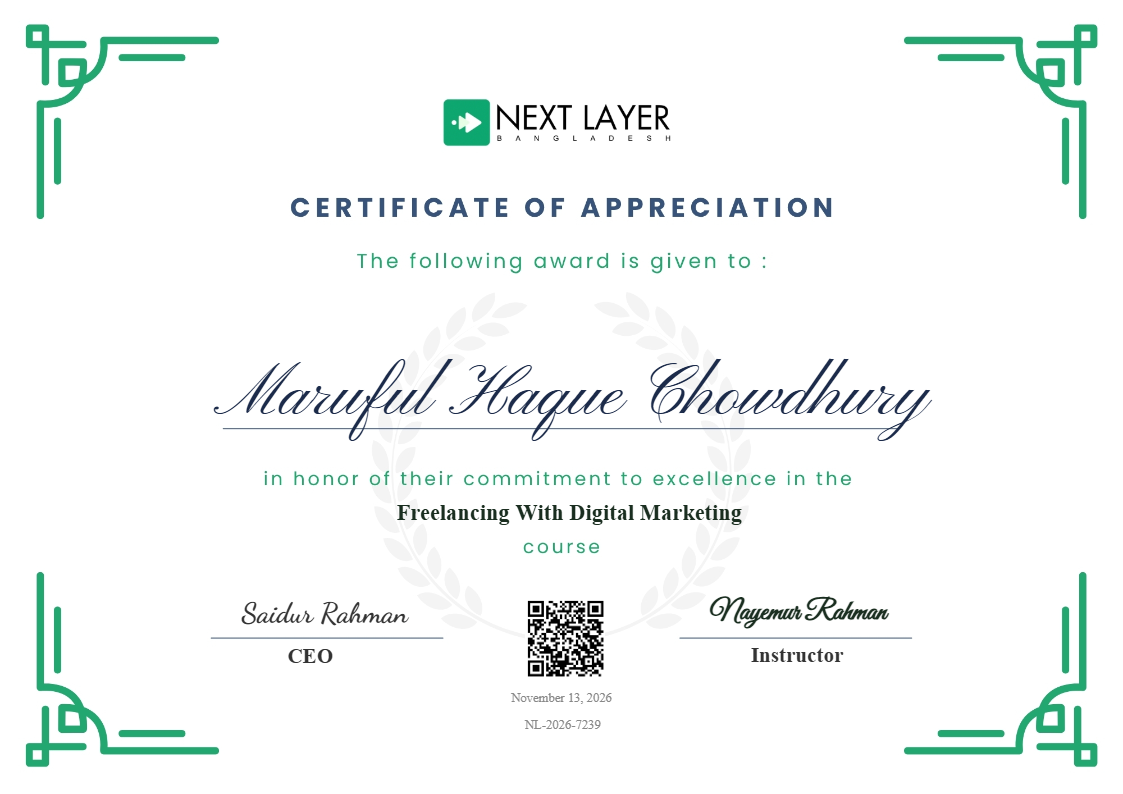 NEXT LAYER
BANGLADESH
CERTIFICATE OF APPRECIATION
The following award is given to :
Maruful Haque Chowdhury
in honor of their commitment to excellence in the
Freelancing With Digital Marketing
course
Saidur Rahman
CEO
Nayemur Rahman
Instructor
November 13, 2026
NL-2026-7239